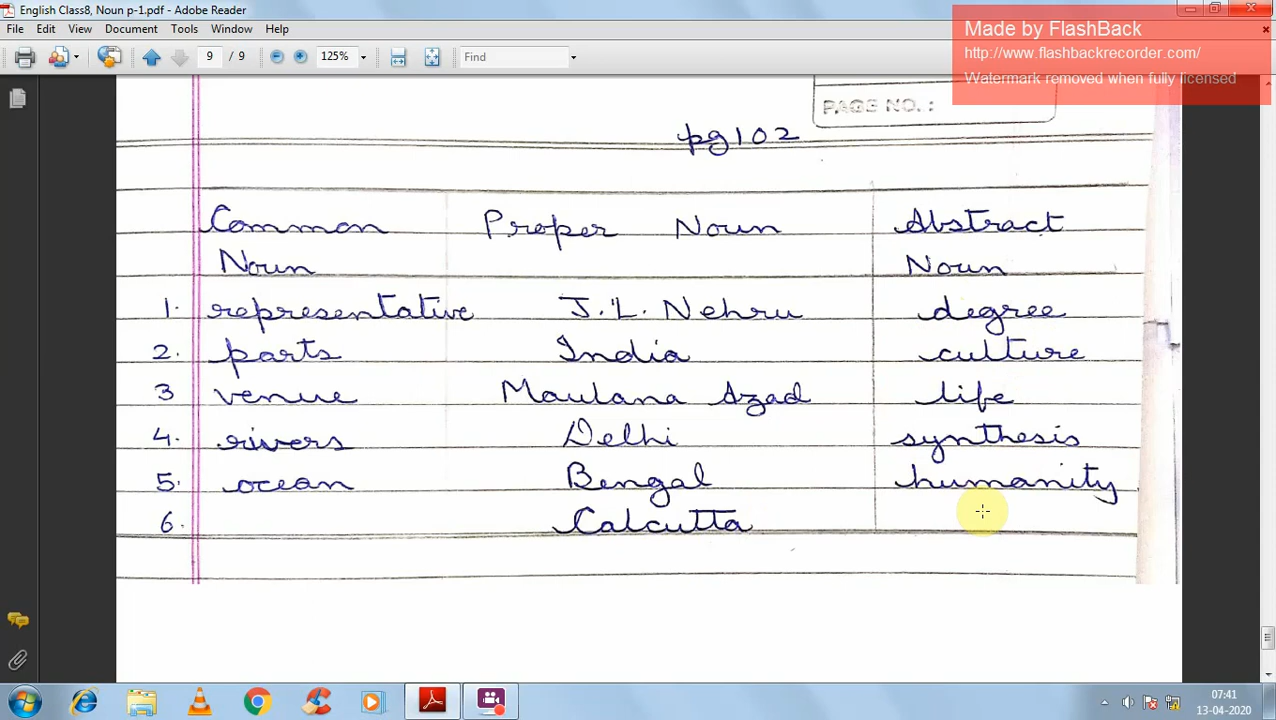 English Class8, Noun p-1.pdf - Adobe Reader
File Edit View Document Tools Window Help
Made by FlashBack
http://www.flashbackrecorder.com/
Watermark removed when fully licensed
9 / 9 125% Find
PAGE NO. :
pg 102
Common Proper Noun Abstract
Noun Noun
1. representative J.L. Nehru degree
2. parts India culture
3 venue Maulana Azad life
4. rivers Delhi synthesis
5. ocean Bengal humanity
6. Calcutta
07:41
13-04-2020